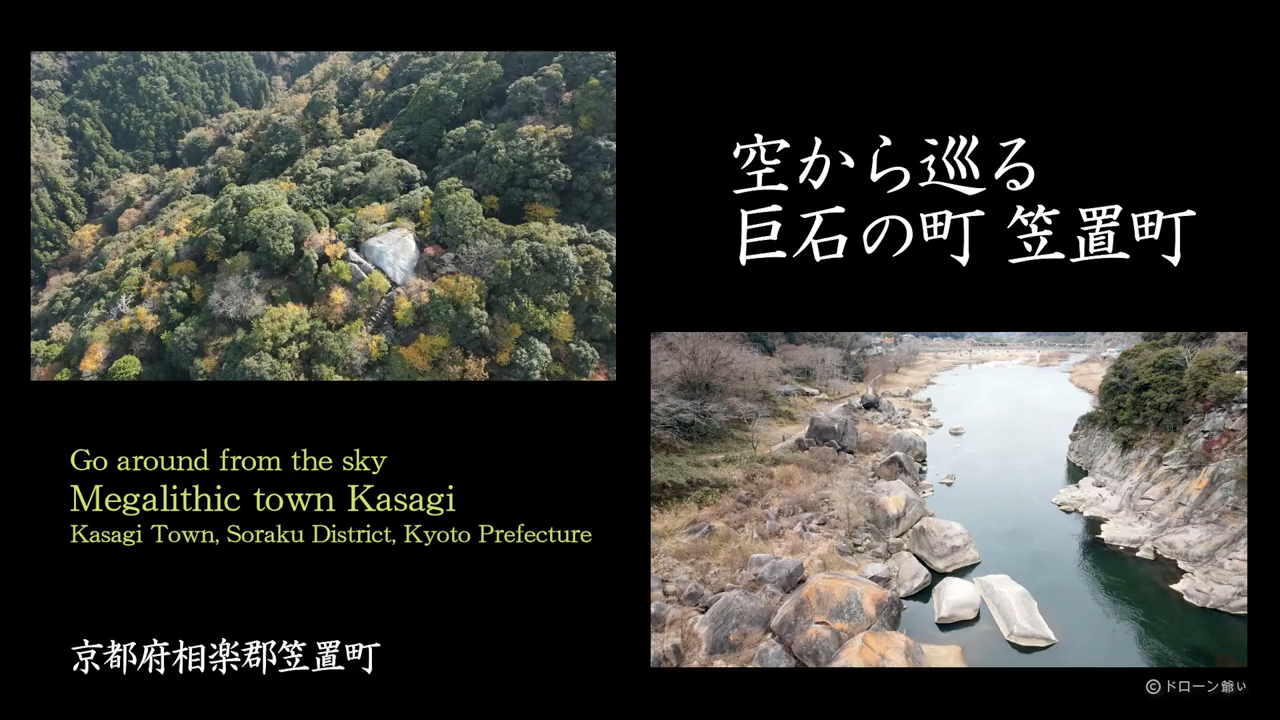 空から巡る
巨石の町 笠置町
Go around from the sky
Megalithic town Kasagi
Kasagi Town, Soraku District, Kyoto Prefecture
京都府相楽郡笠置町
©ドローン爺ぃ